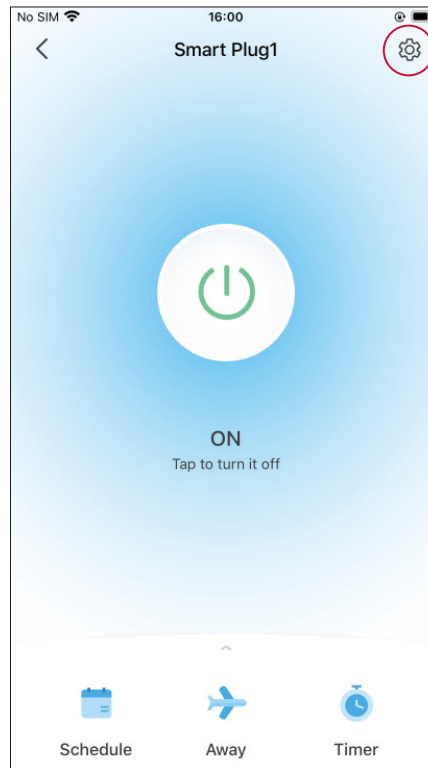 No SIM 16:00
Smart Plug1
ON
Tap to turn it off
Schedule Away Timer